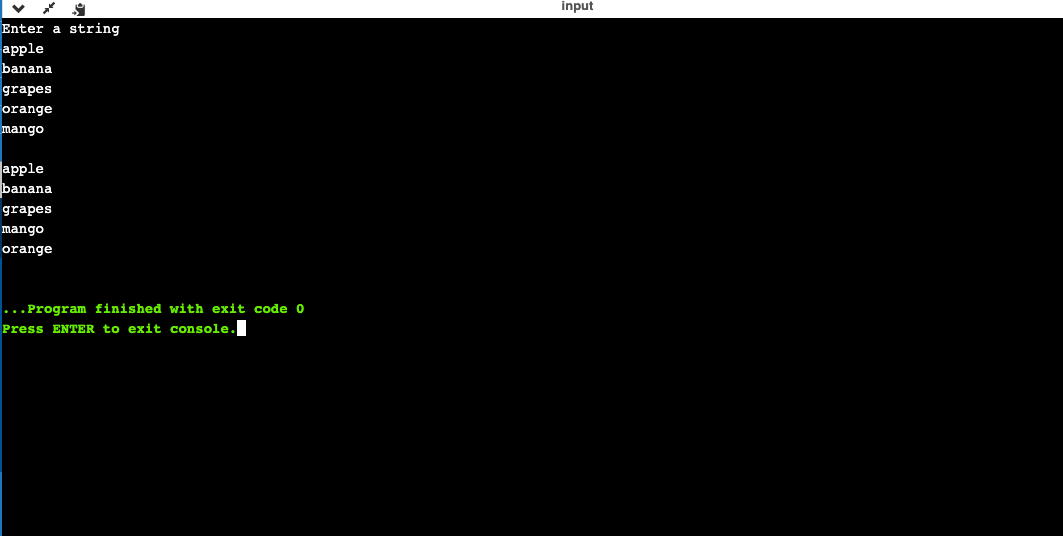 input
Enter a string
apple
banana
grapes
orange
mango
apple
banana
grapes
mango
orange
...Program finished with exit code 0
Press ENTER to exit console.